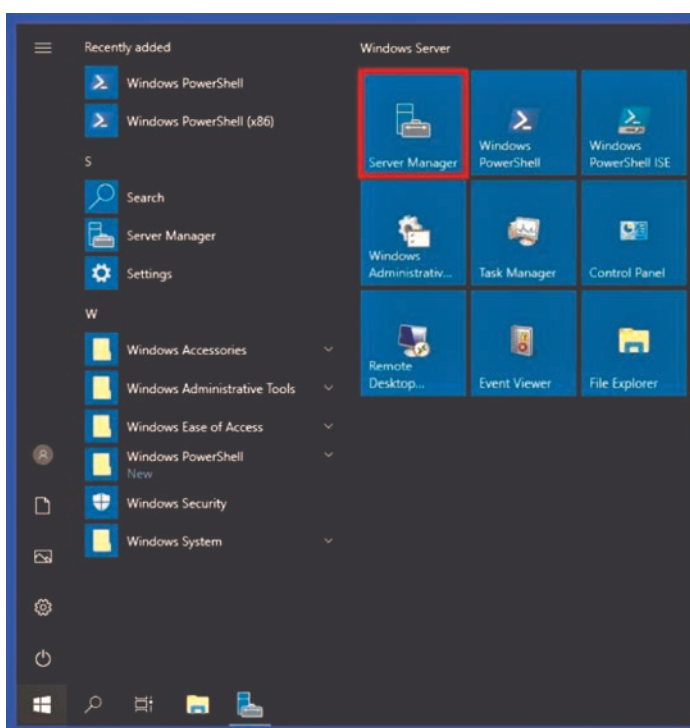 Recently added
Windows PowerShell
Windows PowerShell (x86)
S
Search
Server Manager
Settings
W
Windows Accessories
Windows Administrative Tools
Windows Ease of Access
Windows PowerShell
New
Windows Security
Windows System
Windows Server
Server Manager
Windows
PowerShell
Windows
PowerShell ISE
Windows
Administrativ...
Task Manager
Control Panel
Remote
Desktop...
Event Viewer
File Explorer